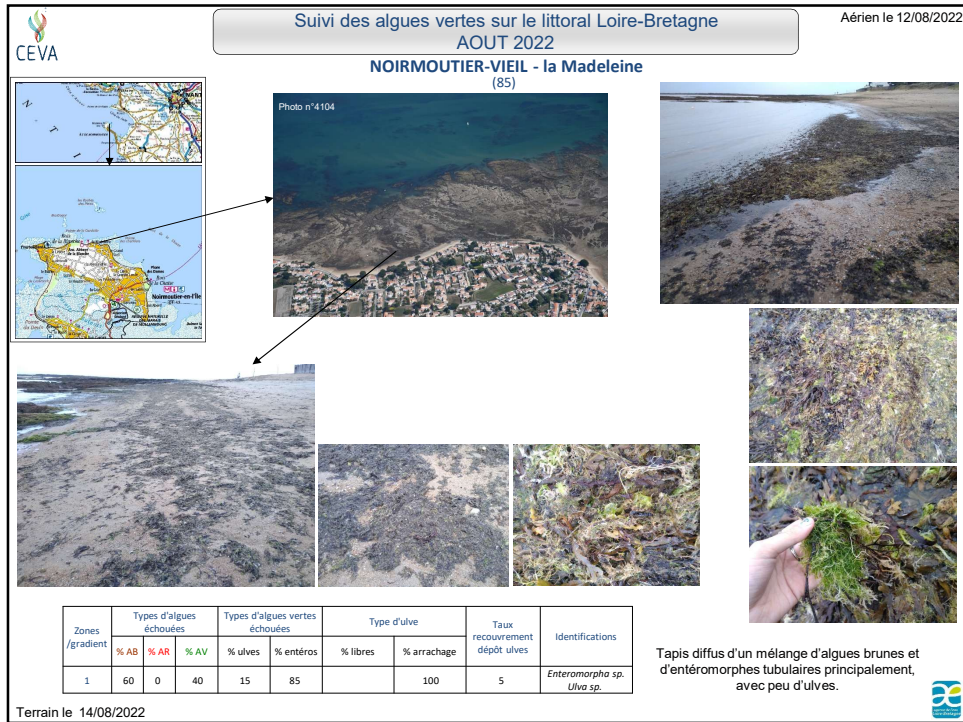 CEVA
Suivi des algues vertes sur le littoral Loire-Bretagne
AOUT 2022
Aérien le 12/08/2022
NOIRMOUTIER-VIEIL - la Madeleine
(85)
Photo n°4104
Noirmoutier-en-l'Île
Zones /gradient
Types d'algues échouées
Types d'algues vertes échouées
Type d'ulve
Taux recouvrement dépôt ulves
Identifications
% AB % AR % AV % ulves % entéros % libres % arrachage
1 60 0 40 15 85 100 5 Enteromorpha sp. Ulva sp.
Tapis diffus d'un mélange d'algues brunes et
d'entéromorphes tubulaires principalement,
avec peu d'ulves.
Terrain le 14/08/2022